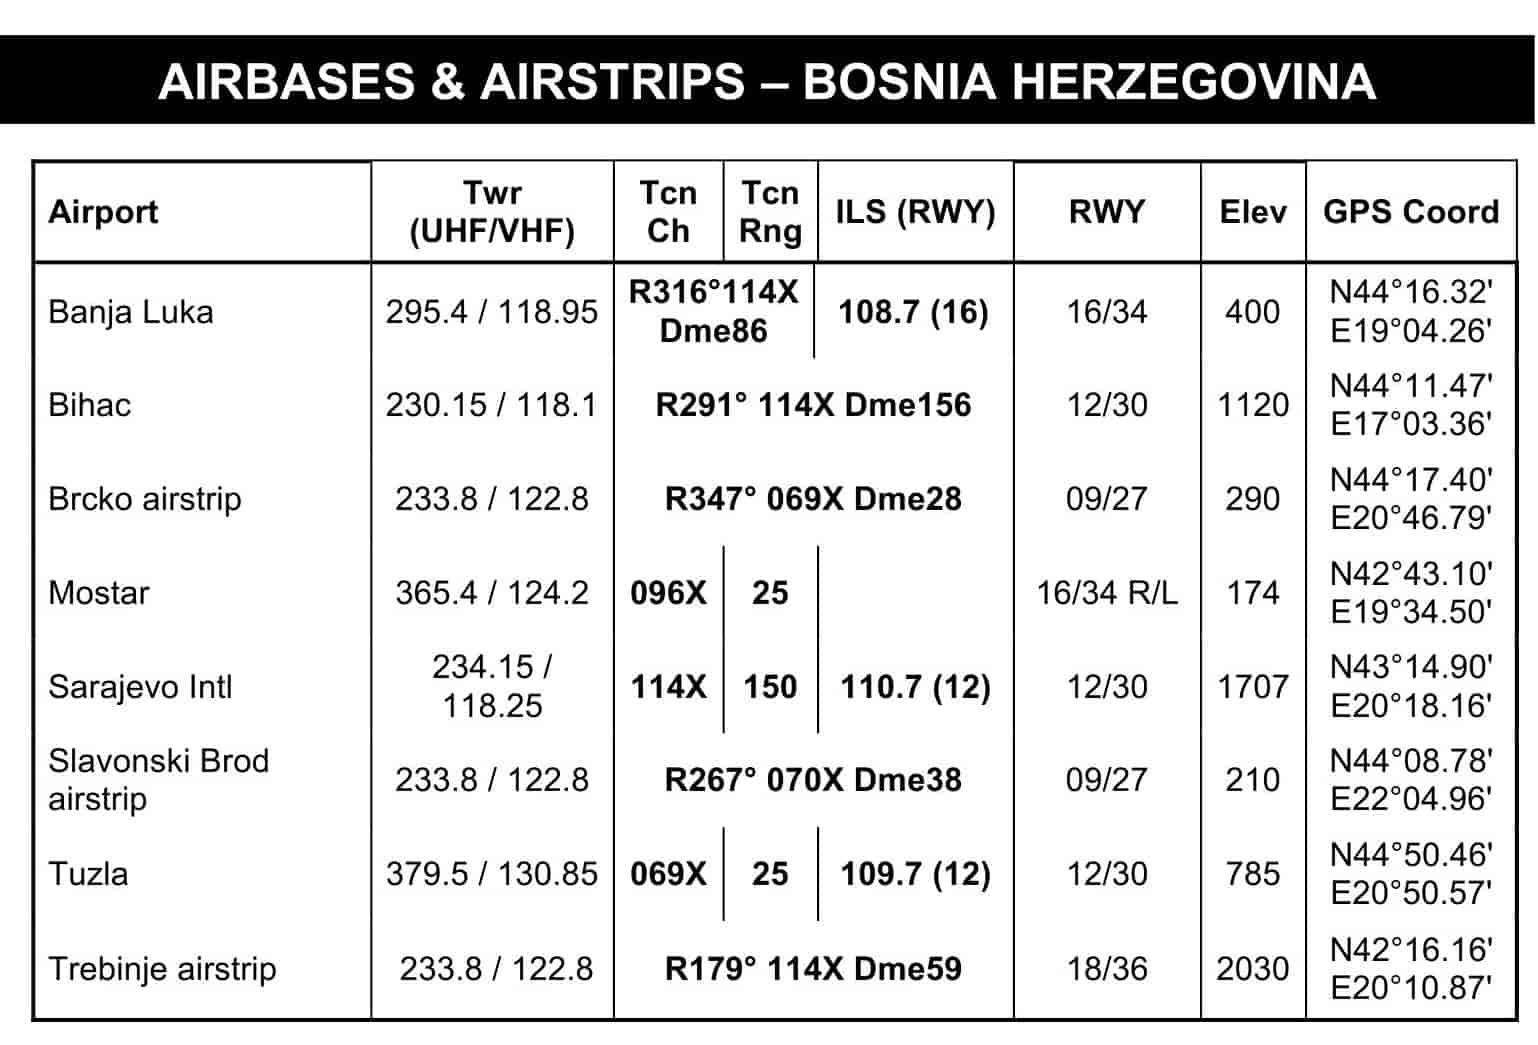 AIRBASES & AIRSTRIPS – BOSNIA HERZEGOVINA
Airport Twr (UHF/VHF) Tcn Ch Tcn Rng ILS (RWY) RWY Elev GPS Coord
Banja Luka 295.4 / 118.95 R316°114X Dme86 108.7 (16) 16/34 400 N44°16.32' E19°04.26'
Bihac 230.15 / 118.1 R291° 114X Dme156 12/30 1120 N44°11.47' E17°03.36'
Brcko airstrip 233.8 / 122.8 R347° 069X Dme28 09/27 290 N44°17.40' E20°46.79'
Mostar 365.4 / 124.2 096X 25 16/34 R/L 174 N42°43.10' E19°34.50'
Sarajevo Intl 234.15 / 118.25 114X 150 110.7 (12) 12/30 1707 N43°14.90' E20°18.16'
Slavonski Brod airstrip 233.8 / 122.8 R267° 070X Dme38 09/27 210 N44°08.78' E22°04.96'
Tuzla 379.5 / 130.85 069X 25 109.7 (12) 12/30 785 N44°50.46' E20°50.57'
Trebinje airstrip 233.8 / 122.8 R179° 114X Dme59 18/36 2030 N42°16.16' E20°10.87'